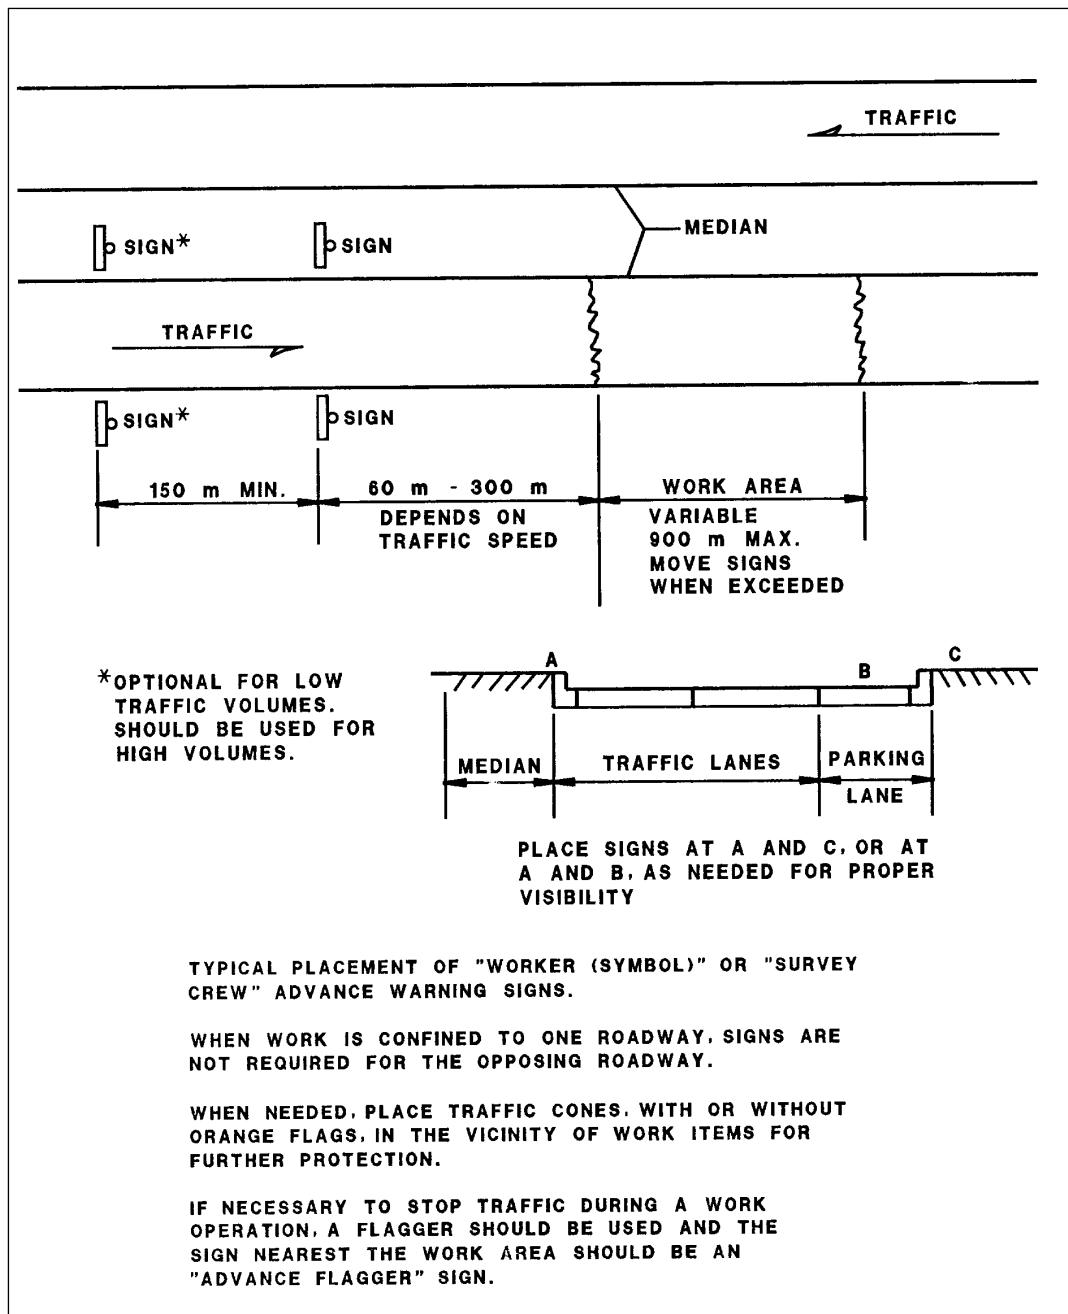 TRAFFIC
MEDIAN
SIGN*
SIGN
TRAFFIC
SIGN*
SIGN
150 m MIN.
60 m - 300 m
DEPENDS ON
TRAFFIC SPEED
WORK AREA
VARIABLE
900 m MAX.
MOVE SIGNS
WHEN EXCEEDED
*OPTIONAL FOR LOW
TRAFFIC VOLUMES.
SHOULD BE USED FOR
HIGH VOLUMES.
A
B
C
MEDIAN
TRAFFIC LANES
PARKING
LANE
PLACE SIGNS AT A AND C, OR AT
A AND B, AS NEEDED FOR PROPER
VISIBILITY
TYPICAL PLACEMENT OF "WORKER (SYMBOL)" OR "SURVEY
CREW" ADVANCE WARNING SIGNS.
WHEN WORK IS CONFINED TO ONE ROADWAY, SIGNS ARE
NOT REQUIRED FOR THE OPPOSING ROADWAY.
WHEN NEEDED, PLACE TRAFFIC CONES, WITH OR WITHOUT
ORANGE FLAGS, IN THE VICINITY OF WORK ITEMS FOR
FURTHER PROTECTION.
IF NECESSARY TO STOP TRAFFIC DURING A WORK
OPERATION, A FLAGGER SHOULD BE USED AND THE
SIGN NEAREST THE WORK AREA SHOULD BE AN
"ADVANCE FLAGGER" SIGN.